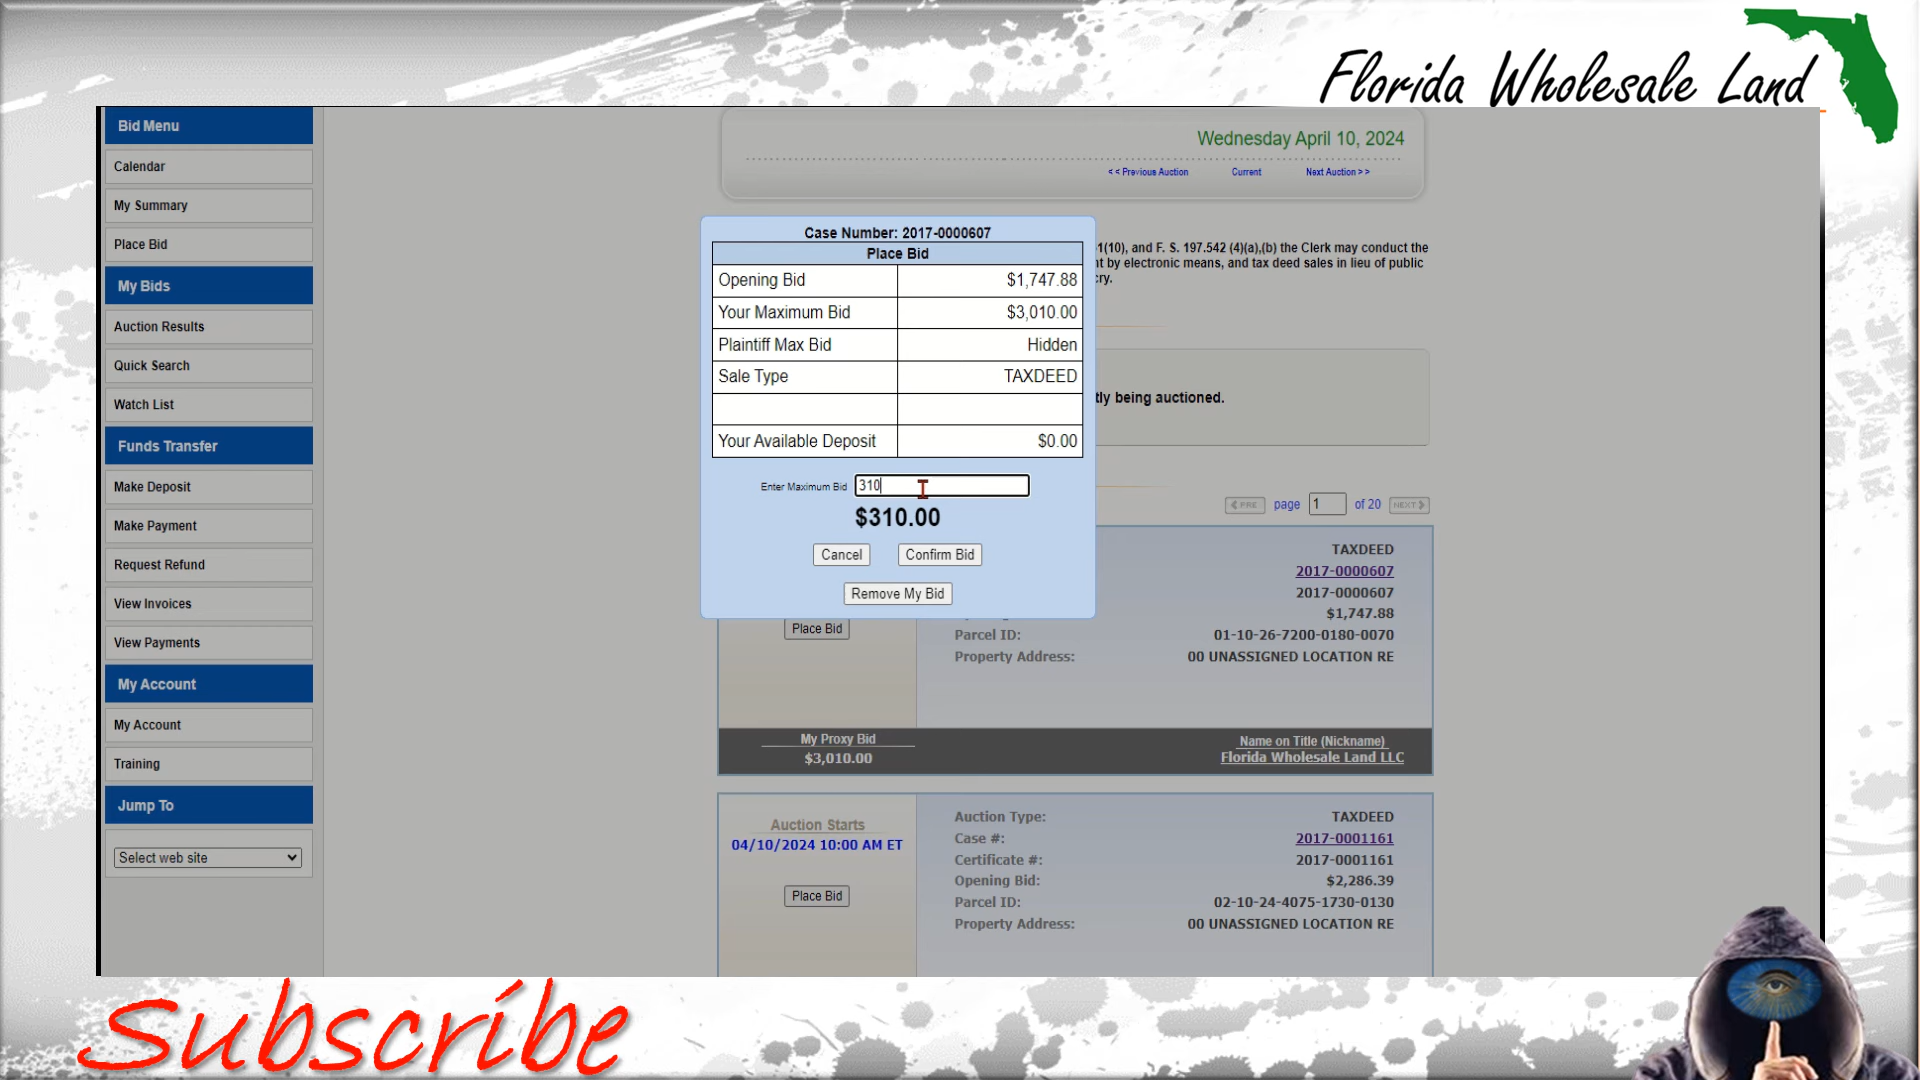 Florida Wholesale Land
Bid Menu
Calendar
My Summary
Place Bid
My Bids
Auction Results
Quick Search
Watch List
Funds Transfer
Make Deposit
Make Payment
Request Refund
View Invoices
View Payments
My Account
My Account
Training
Jump To
Select web site
Wednesday April 10, 2024
< < Previous Auction Current Next Auction > >
1(10), and F. S. 197.542 (4)(a),(b) the Clerk may conduct the
nt by electronic means, and tax deed sales in lieu of public
cry.
tly being auctioned.
Case Number: 2017-0000607
Place Bid
Opening Bid $1,747.88
Your Maximum Bid $3,010.00
Plaintiff Max Bid Hidden
Sale Type TAXDEED
Your Available Deposit $0.00
Enter Maximum Bid 310
$310.00
Cancel Confirm Bid
Remove My Bid
PRE page 1 of 20 NEXT
TAXDEED
2017-0000607
2017-0000607
$1,747.88
Place Bid
Parcel ID: 01-10-26-7200-0180-0070
Property Address: 00 UNASSIGNED LOCATION RE
My Proxy Bid
$3,010.00
Name on Title (Nickname)
Florida Wholesale Land LLC
Auction Starts
04/10/2024 10:00 AM ET
Place Bid
Auction Type: TAXDEED
Case #: 2017-0001161
Certificate #: 2017-0001161
Opening Bid: $2,286.39
Parcel ID: 02-10-24-4075-1730-0130
Property Address: 00 UNASSIGNED LOCATION RE
Subscribe